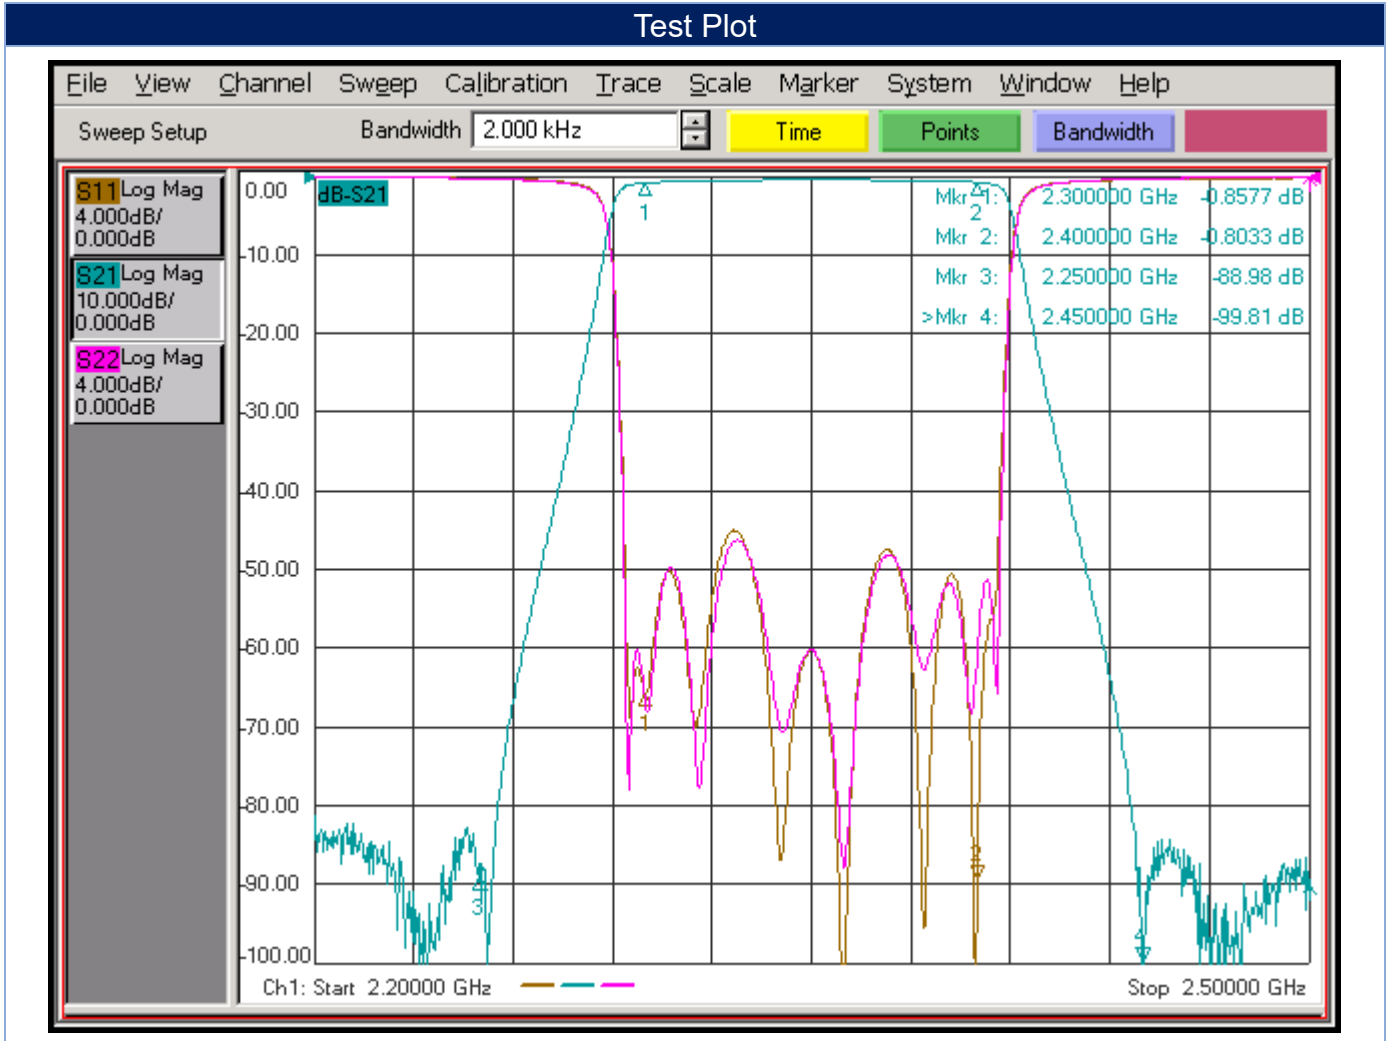 Test Plot
File View Channel Sweep Calibration Trace Scale Marker System Window Help
Sweep Setup Bandwidth 2.000 kHz Time Points Bandwidth
S11 Log Mag
4.000dB/
0.000dB
S21 Log Mag
10.000dB/
0.000dB
S22 Log Mag
4.000dB/
0.000dB
dB-S21
0.00
-10.00
-20.00
-30.00
-40.00
-50.00
-60.00
-70.00
-80.00
-90.00
-100.00
Mkr 1: 2.300000 GHz -0.8577 dB
Mkr 2: 2.400000 GHz -0.8033 dB
Mkr 3: 2.250000 GHz -88.98 dB
>Mkr 4: 2.450000 GHz -99.81 dB
1
2
1
2
3
4
Ch1: Start 2.20000 GHz
Stop 2.50000 GHz